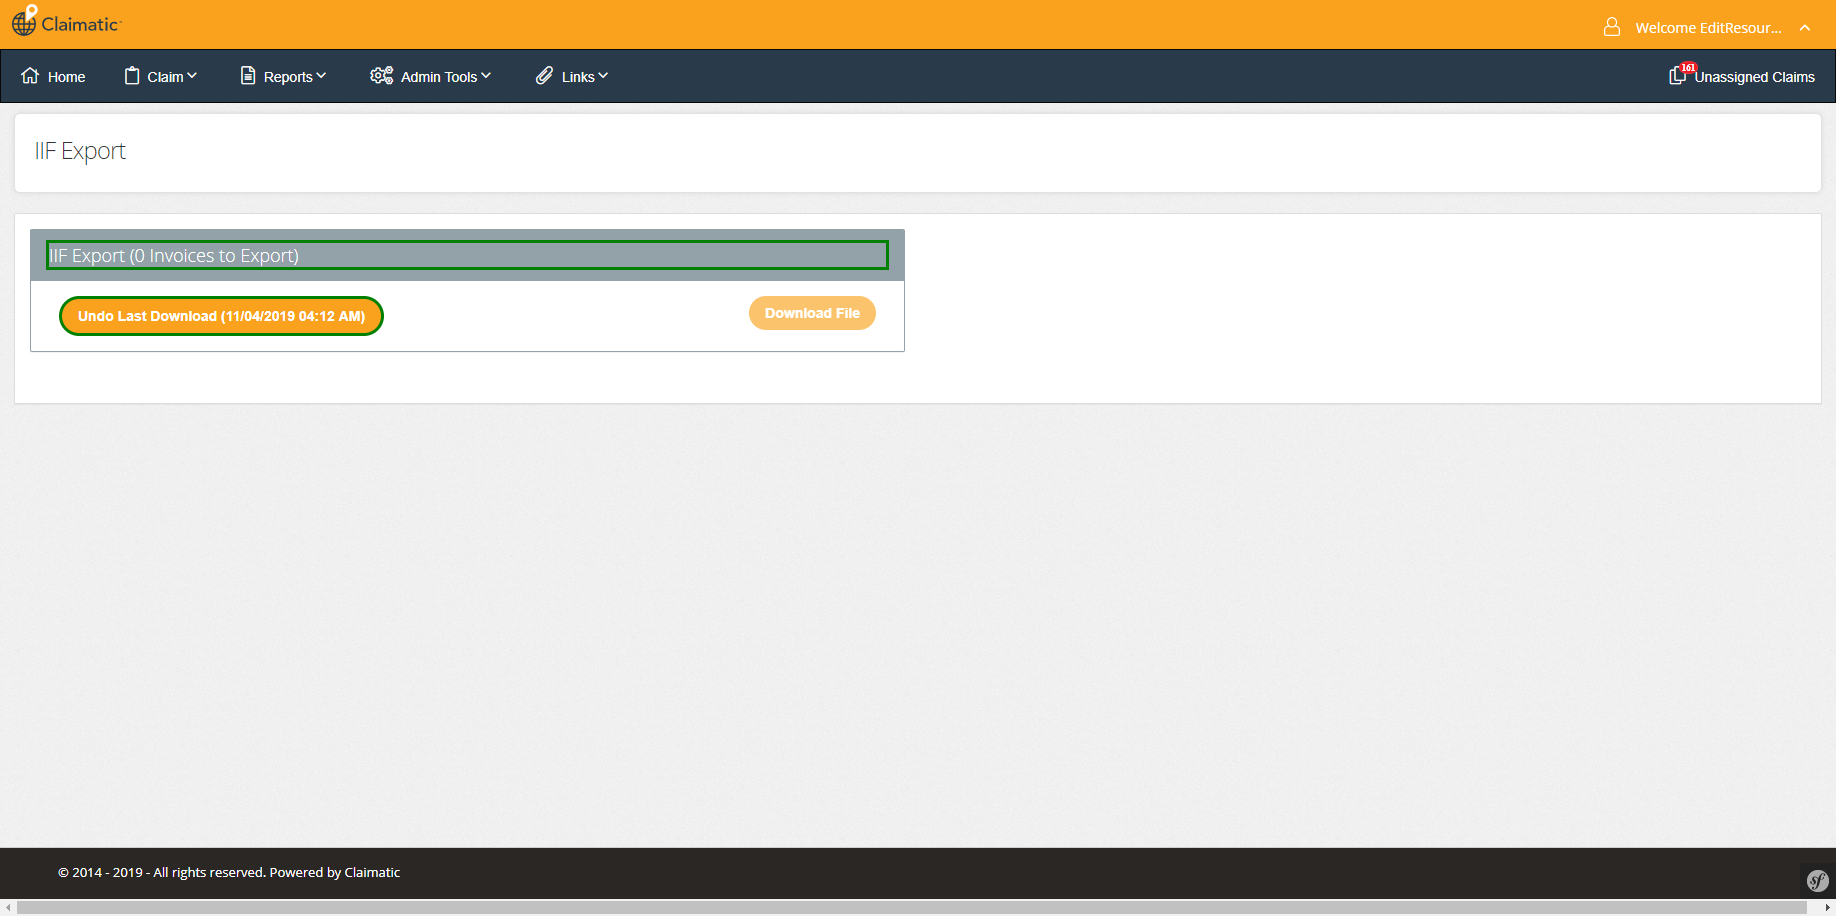 Claimatic
Welcome EditResour...
Home
Claim
Reports
Admin Tools
Links
161
Unassigned Claims
IIF Export
IIF Export (0 Invoices to Export)
Undo Last Download (11/04/2019 04:12 AM)
Download File
© 2014 - 2019 - All rights reserved. Powered by Claimatic
sf